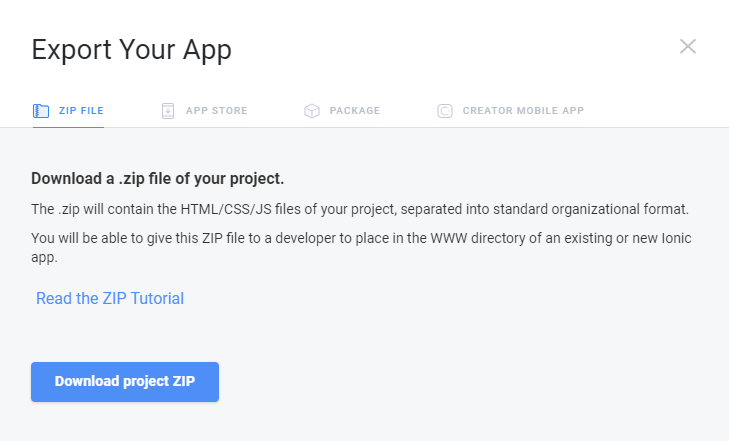 Export Your App
ZIP FILE
APP STORE
PACKAGE
CREATOR MOBILE APP
Download a .zip file of your project.
The .zip will contain the HTML/CSS/JS files of your project, separated into standard organizational format.
You will be able to give this ZIP file to a developer to place in the WWW directory of an existing or new Ionic
app.
Read the ZIP Tutorial
Download project ZIP